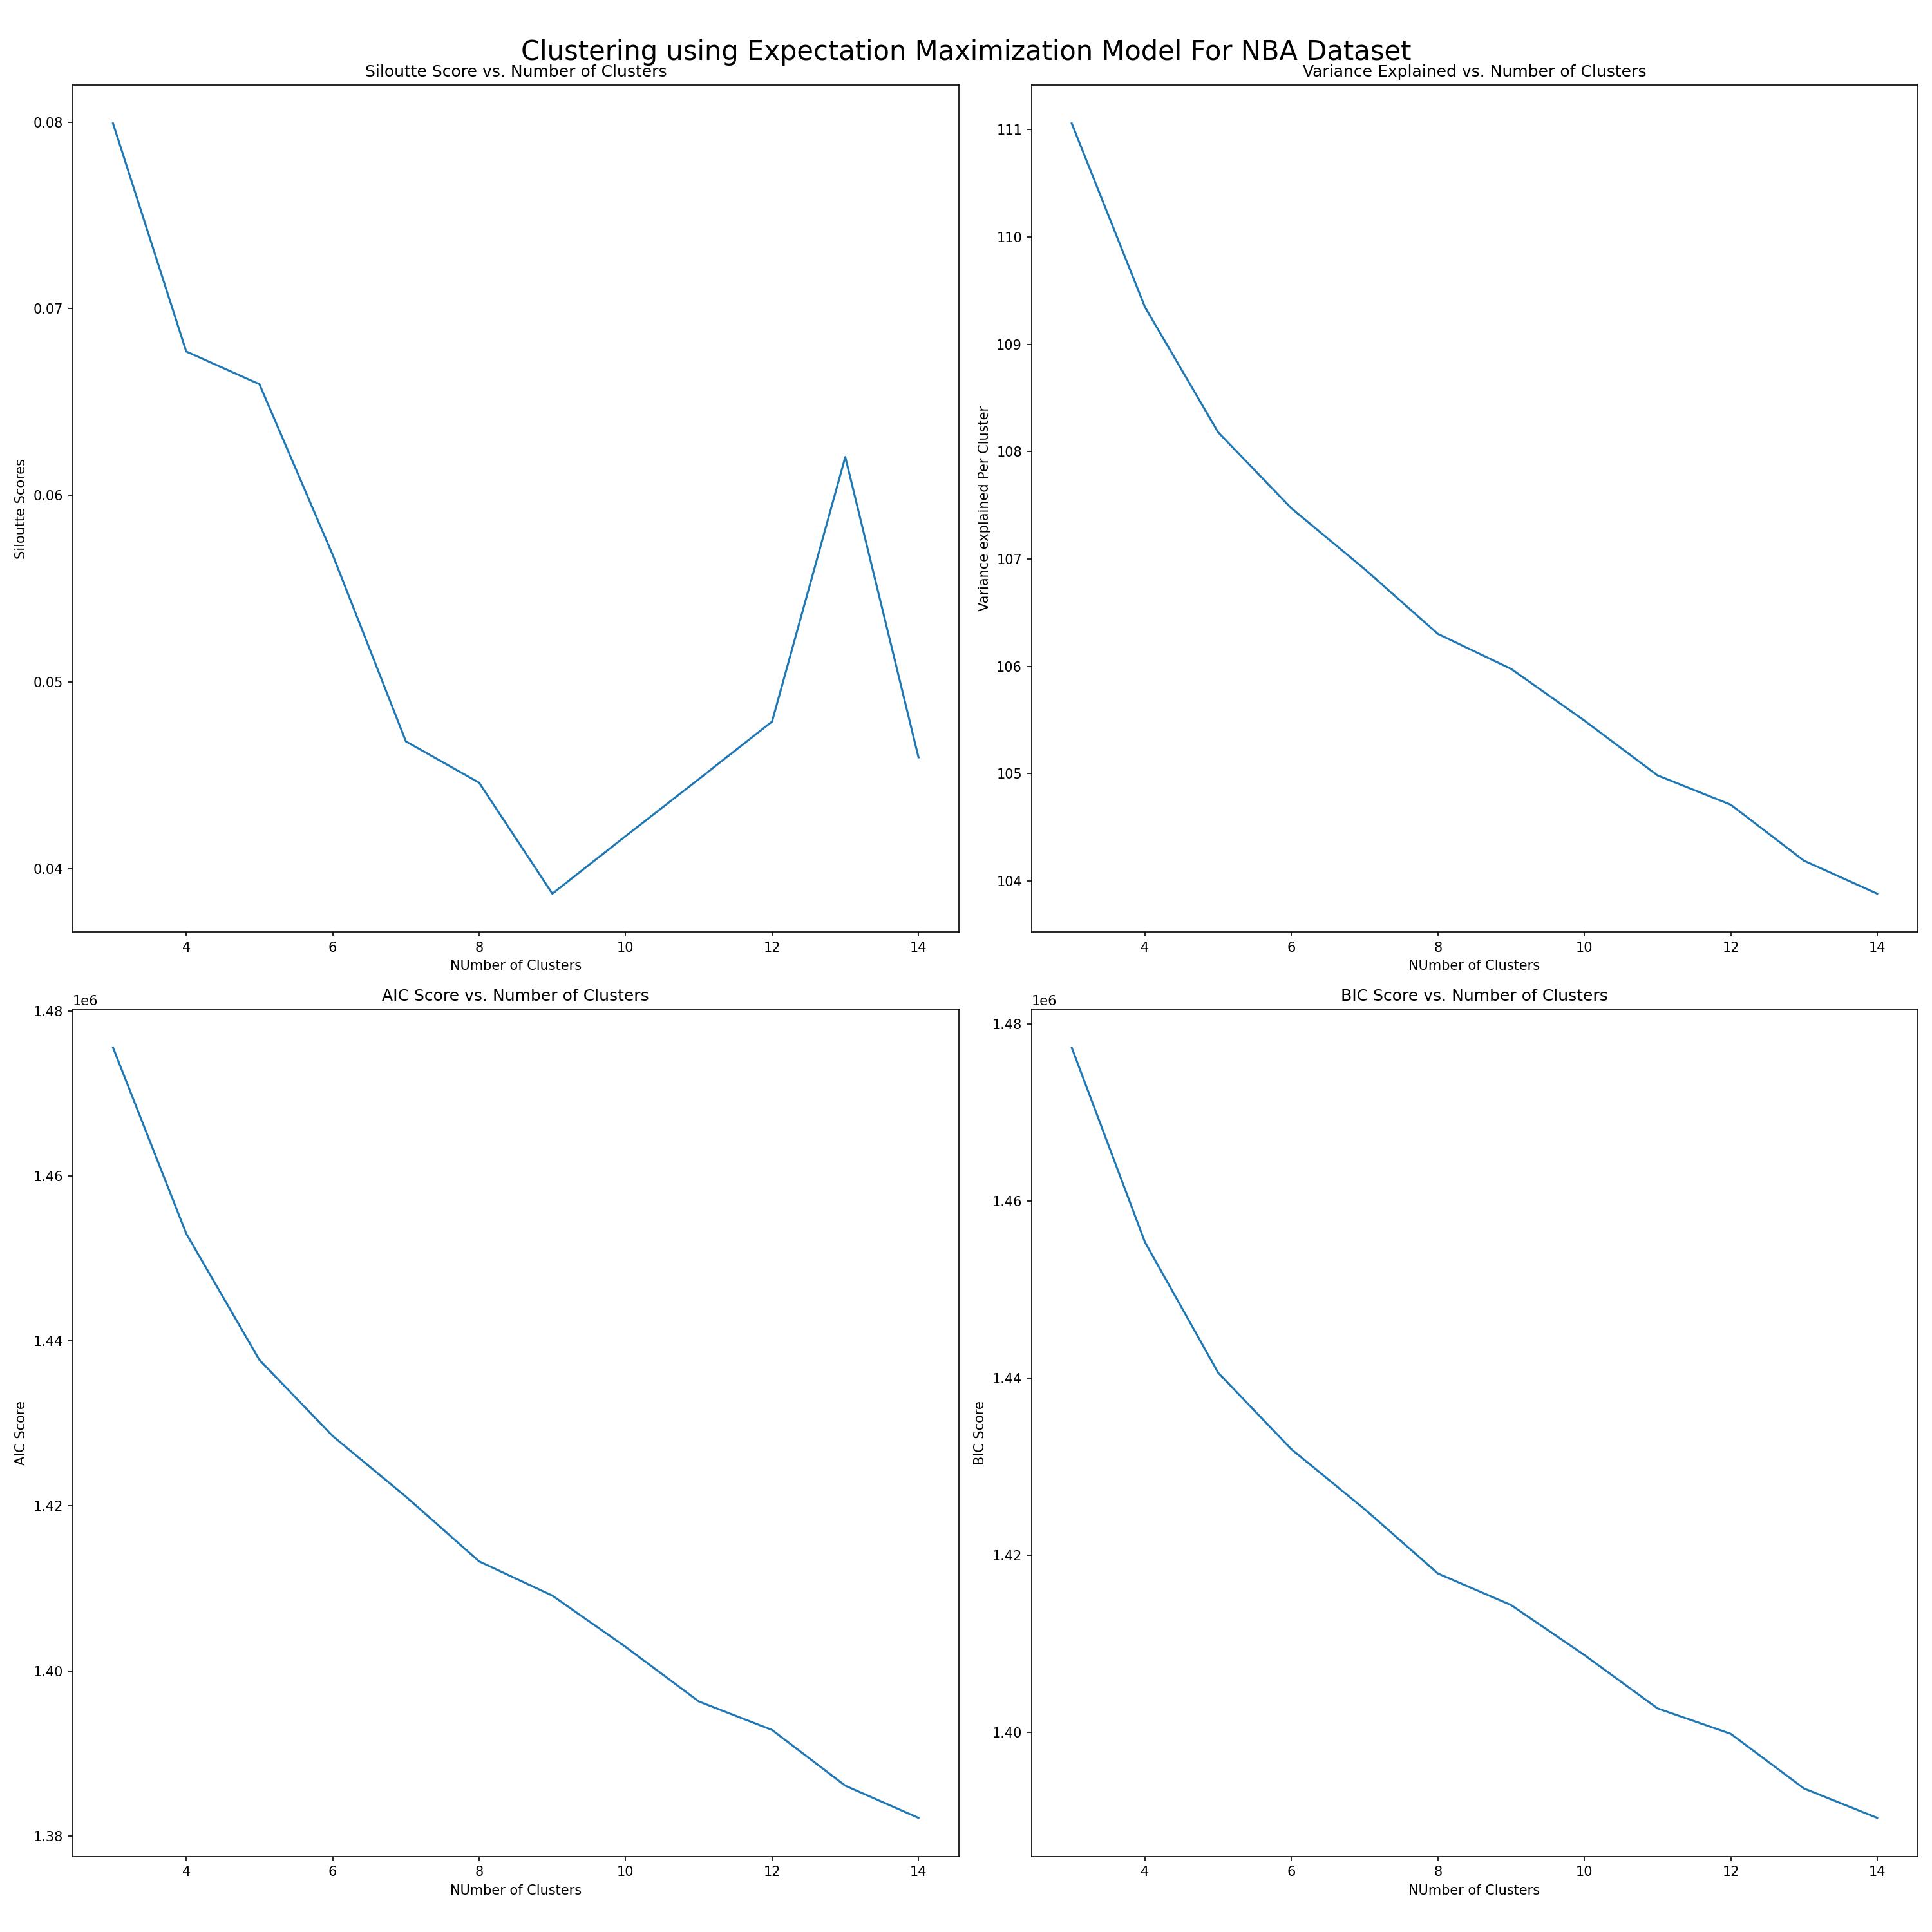 Clustering using Expectation Maximization Model For NBA Dataset
Siloutte Score vs. Number of Clusters
Siloutte Scores
0.08
0.07
0.06
0.05
0.04
4 6 8 10 12 14
NUmber of Clusters
Variance Explained vs. Number of Clusters
Variance explained Per Cluster
111
110
109
108
107
106
105
104
4 6 8 10 12 14
NUmber of Clusters
AIC Score vs. Number of Clusters
1e6
AIC Score
1.48
1.46
1.44
1.42
1.40
1.38
4 6 8 10 12 14
NUmber of Clusters
BIC Score vs. Number of Clusters
1e6
BIC Score
1.48
1.46
1.44
1.42
1.40
4 6 8 10 12 14
NUmber of Clusters